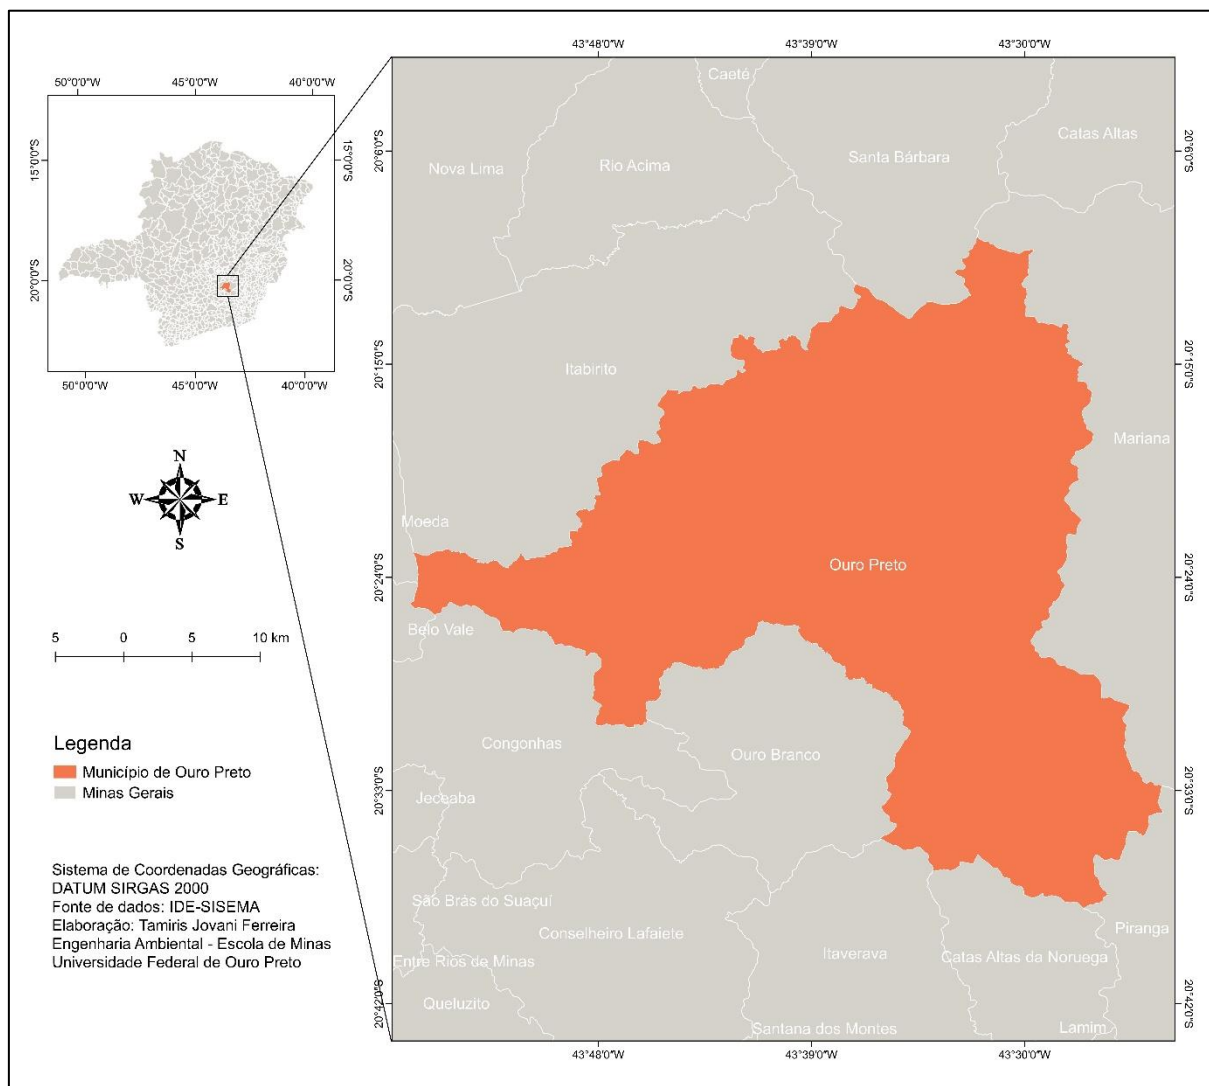 50°0'0"W 45°0'0"W 40°0'0"W
15°0'0"S
15°0'0"S
20°0'0"S
20°0'0"S
50°0'0"W 45°0'0"W 40°0'0"W
N
W E
S
5 0 5 10 km
Legenda
Município de Ouro Preto
Minas Gerais
Sistema de Coordenadas Geográficas:
DATUM SIRGAS 2000
Fonte de dados: IDE-SISEMA
Elaboração: Tamiris Jovani Ferreira
Engenharia Ambiental - Escola de Minas
Universidade Federal de Ouro Preto
43°48'0"W 43°39'0"W 43°30'0"W
Caeté
Catas Altas
20°6'0"S
20°6'0"S
Nova Lima
Rio Acima
Santa Bárbara
20°15'0"S
20°15'0"S
Itabirito
Mariana
Moeda
Ouro Preto
20°24'0"S
20°24'0"S
Belo Vale
Congonhas
Ouro Branco
20°33'0"S
20°33'0"S
Jeceaba
São Brás do Suaçuí
Conselheiro Lafaiete
Piranga
Itaverava
Catas Altas da Noruega
Entre Rios de Minas
Queluzito
20°42'0"S
20°42'0"S
Santana dos Montes
Lamim
43°48'0"W 43°39'0"W 43°30'0"W